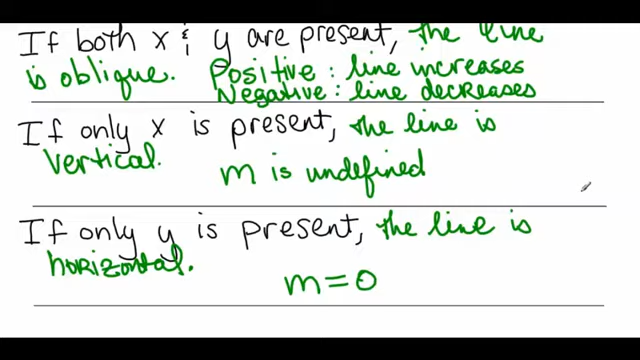 If both x & y are present, the line
is oblique. Positive: line increases
Negative: line decreases
If only x is present, the line is
vertical.
m is undefined
If only y is present, the line is
horizontal.
m = 0